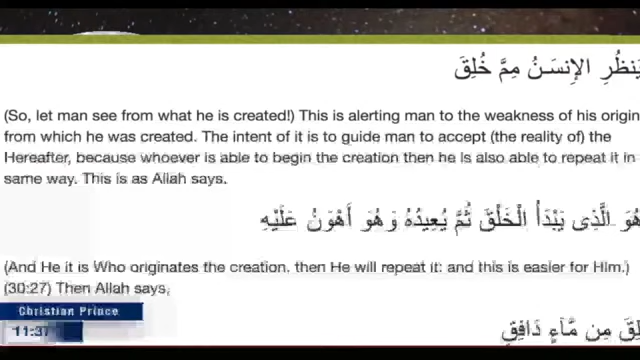 يَنظُرِ الإِنسَـنُ مِمَّ خُلِقَ
(So, let man see from what he is created!) This is alerting man to the weakness of his origin
from which he was created. The intent of it is to guide man to accept (the reality of) the
Hereafter, because whoever is able to begin the creation then he is also able to repeat it in
same way. This is as Allah says,
هُوَ الَّذِى يَبْدَأُ الْخَلْقَ ثُمَّ يُعِيدُهُ وَهُوَ أَهْوَنُ عَلَيْهِ
(And He it is Who originates the creation, then He will repeat it; and this is easier for Him.)
(30:27) Then Allah says,
Christian Prince
11:37
لِقَ مِن مَّآءٍ دَافِقٍ